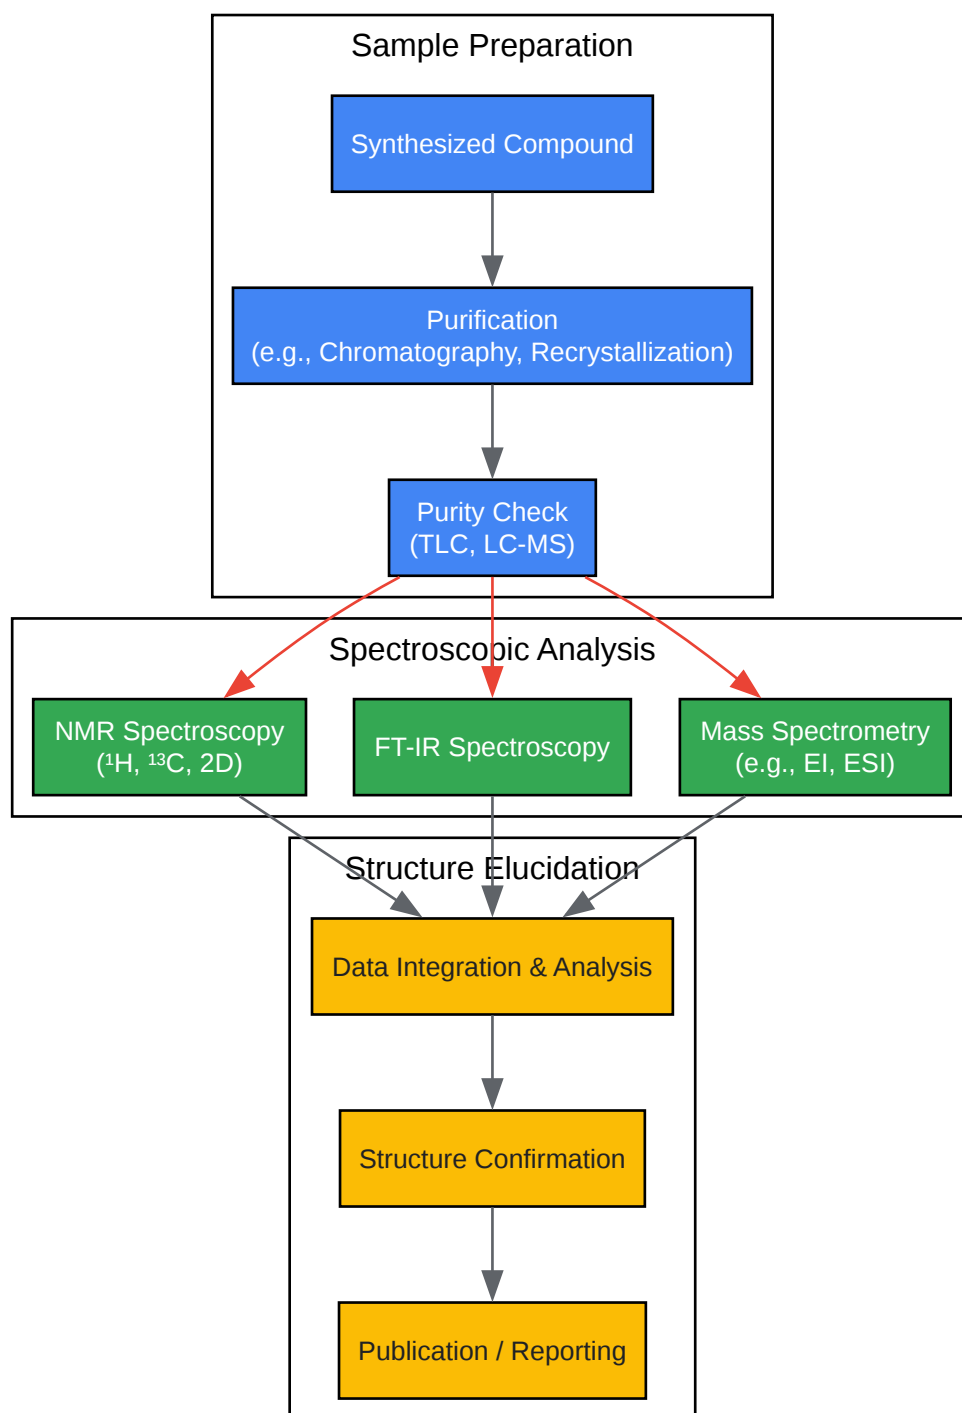 Sample Preparation
Synthesized Compound
Purification
(e.g., Chromatography, Recrystallization)
Purity Check
(TLC, LC-MS)
Spectroscopic Analysis
NMR Spectroscopy
(¹H, ¹³C, 2D)
FT-IR Spectroscopy
Mass Spectrometry
(e.g., EI, ESI)
Structure Elucidation
Data Integration & Analysis
Structure Confirmation
Publication / Reporting